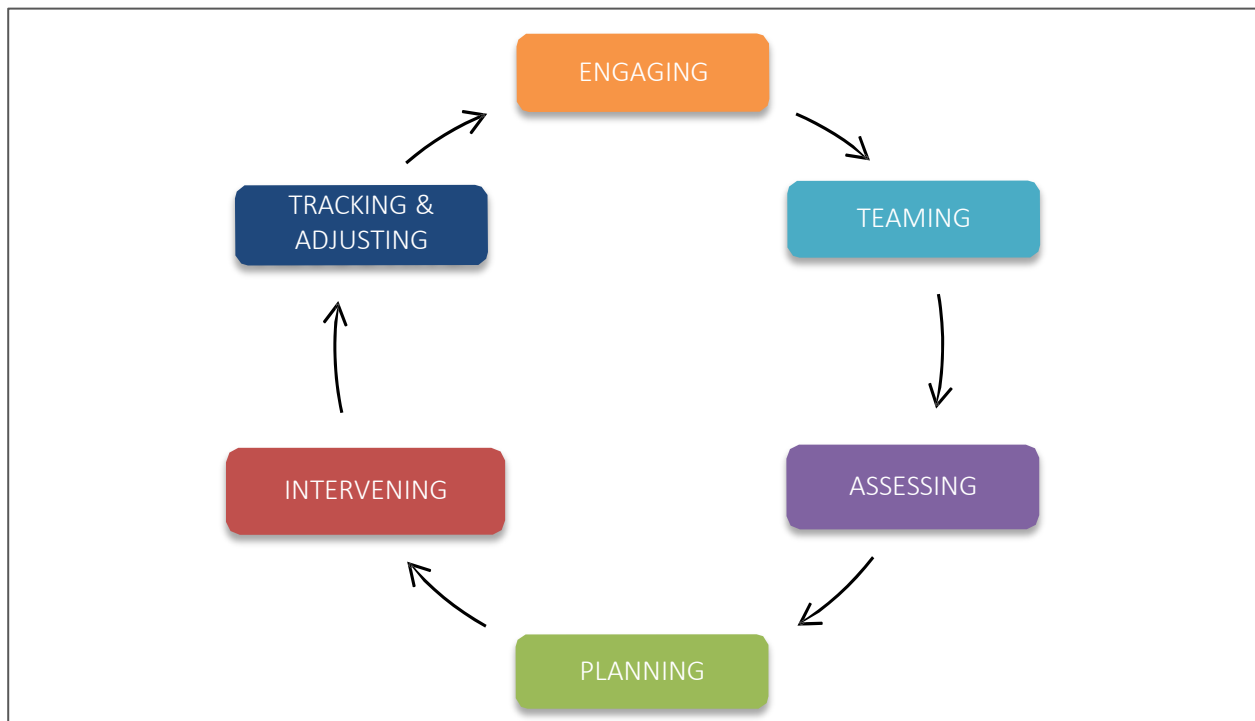 ENGAGING
TEAMING
ASSESSING
PLANNING
INTERVENING
TRACKING &
ADJUSTING